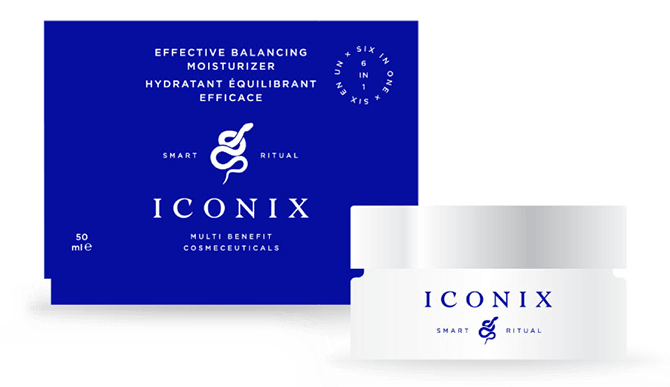 EFFECTIVE BALANCING
MOISTURIZER
HYDRATANT ÉQUILIBRANT
EFFICACE
SIX IN ONE × SIX EN UN ×
6
IN
1
SMART RITUAL
ICONIX
MULTI BENEFIT
COSMECEUTICALS
50
ml ℮
ICONIX
SMART RITUAL